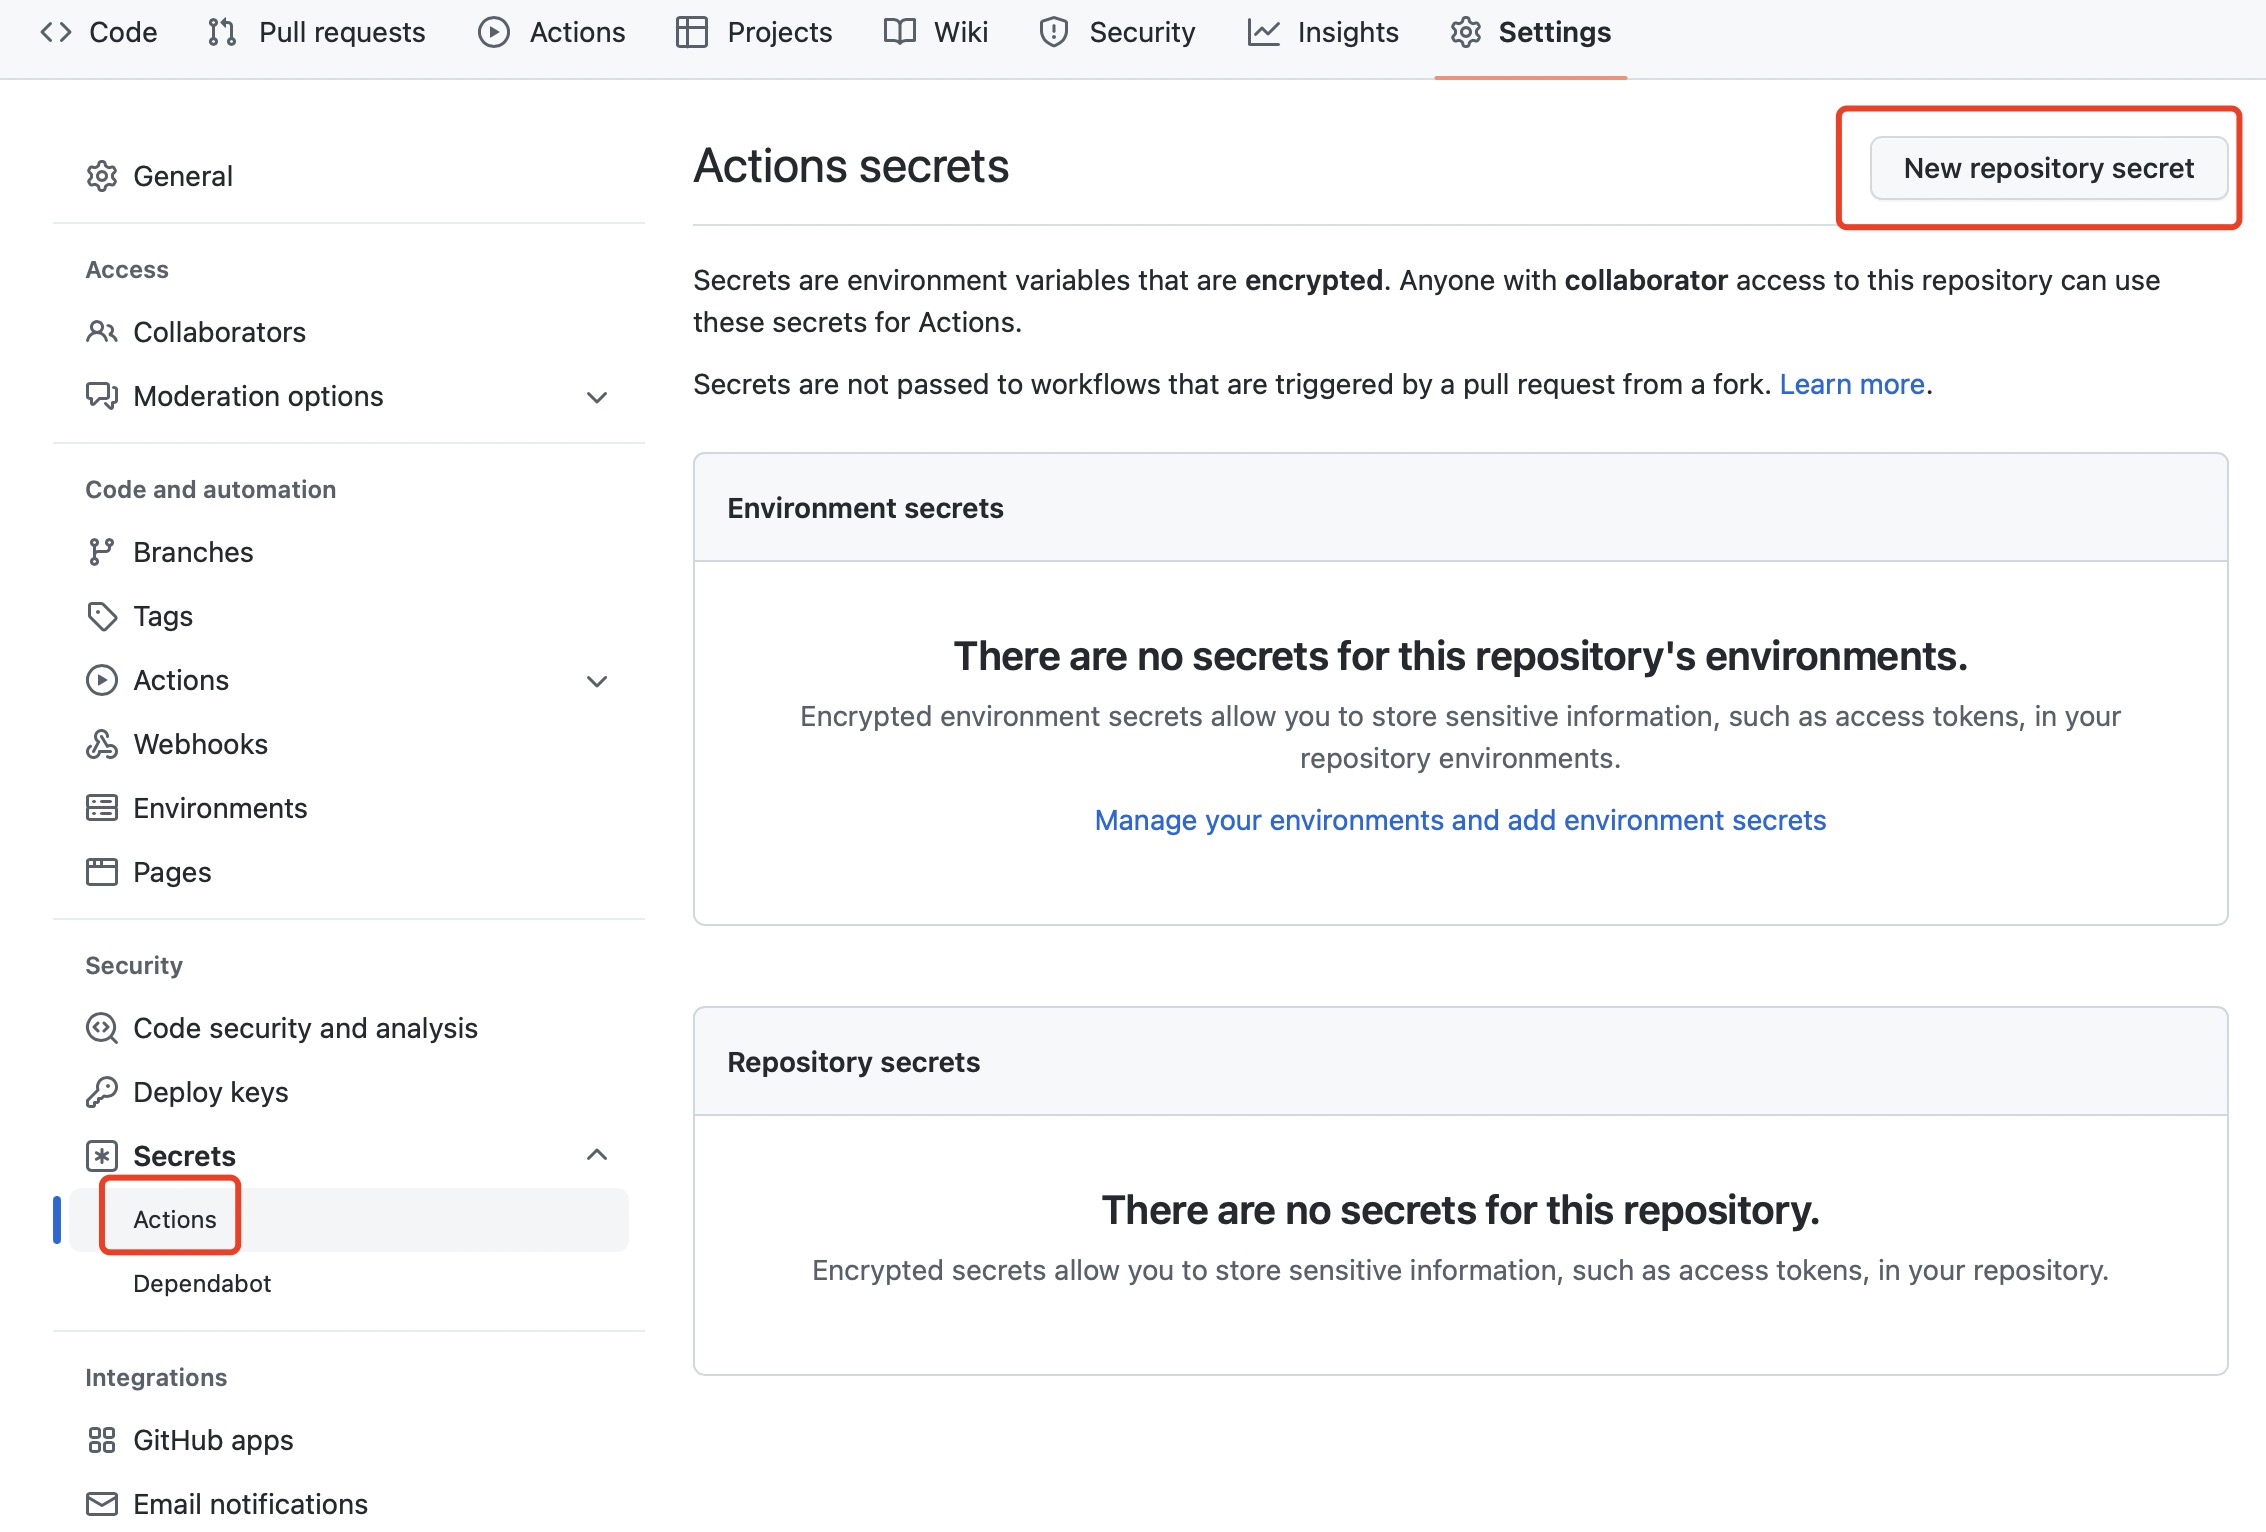 Code Pull requests Actions Projects Wiki Security Insights Settings
General
Access
Collaborators
Moderation options
Code and automation
Branches
Tags
Actions
Webhooks
Environments
Pages
Security
Code security and analysis
Deploy keys
Secrets
Actions
Dependabot
Integrations
GitHub apps
Email notifications
Actions secrets
New repository secret
Secrets are environment variables that are encrypted. Anyone with collaborator access to this repository can use
these secrets for Actions.
Secrets are not passed to workflows that are triggered by a pull request from a fork. Learn more.
Environment secrets
There are no secrets for this repository's environments.
Encrypted environment secrets allow you to store sensitive information, such as access tokens, in your
repository environments.
Manage your environments and add environment secrets
Repository secrets
There are no secrets for this repository.
Encrypted secrets allow you to store sensitive information, such as access tokens, in your repository.